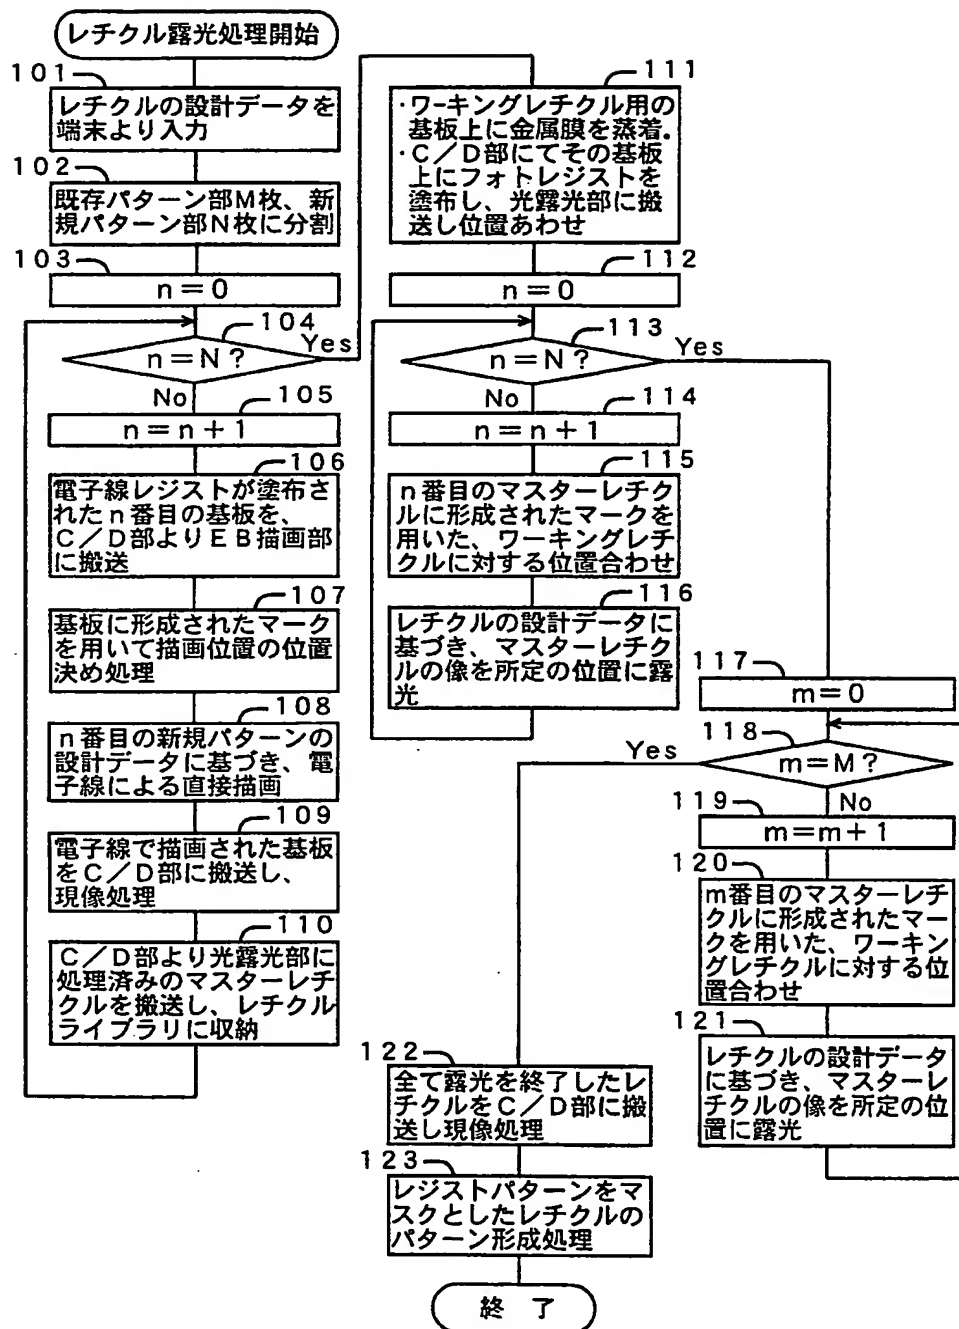 レチクル露光処理開始
101
レチクルの設計データを
端末より入力
102
既存パターン部M枚、新
規パターン部N枚に分割
103
n=0
104
n=N?
Yes
No
105
n=n+1
106
電子線レジストが塗布さ
れたn番目の基板を、
C/D部よりEB描画部
に搬送
107
基板に形成されたマーク
を用いて描画位置の位置
決め処理
108
n番目の新規パターンの
設計データに基づき、電
子線による直接描画
109
電子線で描画された基板
をC/D部に搬送し、
現像処理
110
C/D部より光露光部に
処理済みのマスターレチ
クルを搬送し、レチクル
ライブラリに収納
111
・ワーキングレチクル用の
基板上に金属膜を蒸着.
・C/D部にてその基板
上にフォトレジストを
塗布し、光露光部に搬
送し位置あわせ
112
n=0
113
n=N?
Yes
No
114
n=n+1
115
n番目のマスターレチク
ルに形成されたマークを
用いた、ワーキングレチ
クルに対する位置合わせ
116
レチクルの設計データに
基づき、マスターレチク
ルの像を所定の位置に露
光
117
m=0
118
m=M?
Yes
No
119
m=m+1
120
m番目のマスターレチ
クルに形成されたマー
クを用いた、ワーキン
グレチクルに対する位
置合わせ
121
レチクルの設計データ
に基づき、マスターレ
チクルの像を所定の位
置に露光
122
全て露光を終了したレ
チクルをC/D部に搬
送し現像処理
123
レジストパターンをマ
スクとしたレチクルの
パターン形成処理
終 了